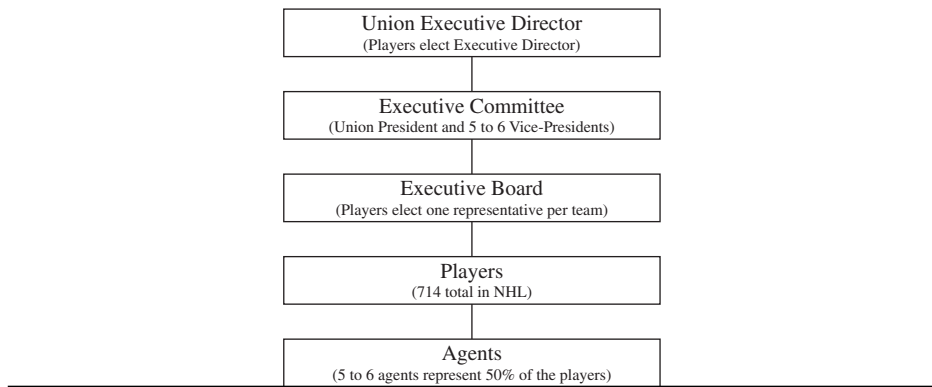 Union Executive Director
(Players elect Executive Director)
Executive Committee
(Union President and 5 to 6 Vice-Presidents)
Executive Board
(Players elect one representative per team)
Players
(714 total in NHL)
Agents
(5 to 6 agents represent 50% of the players)